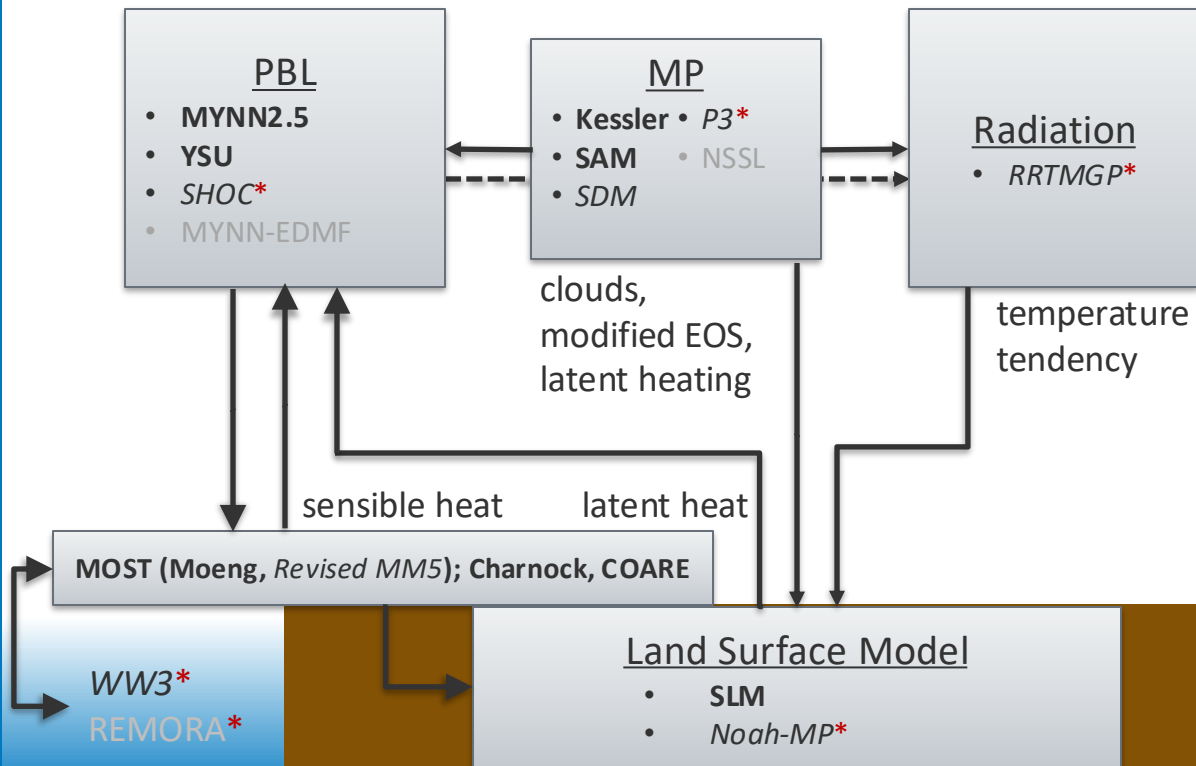 PBL
• MYNN2.5
• YSU
• SHOC*
• MYNN-EDMF
MP
• Kessler • P3*
• SAM • NSSL
• SDM
Radiation
• RRTMGP*
clouds,
modified EOS,
latent heating
temperature
tendency
sensible heat
latent heat
MOST (Moeng, Revised MM5); Charnock, COARE
WW3*
REMORA*
Land Surface Model
• SLM
• Noah-MP*